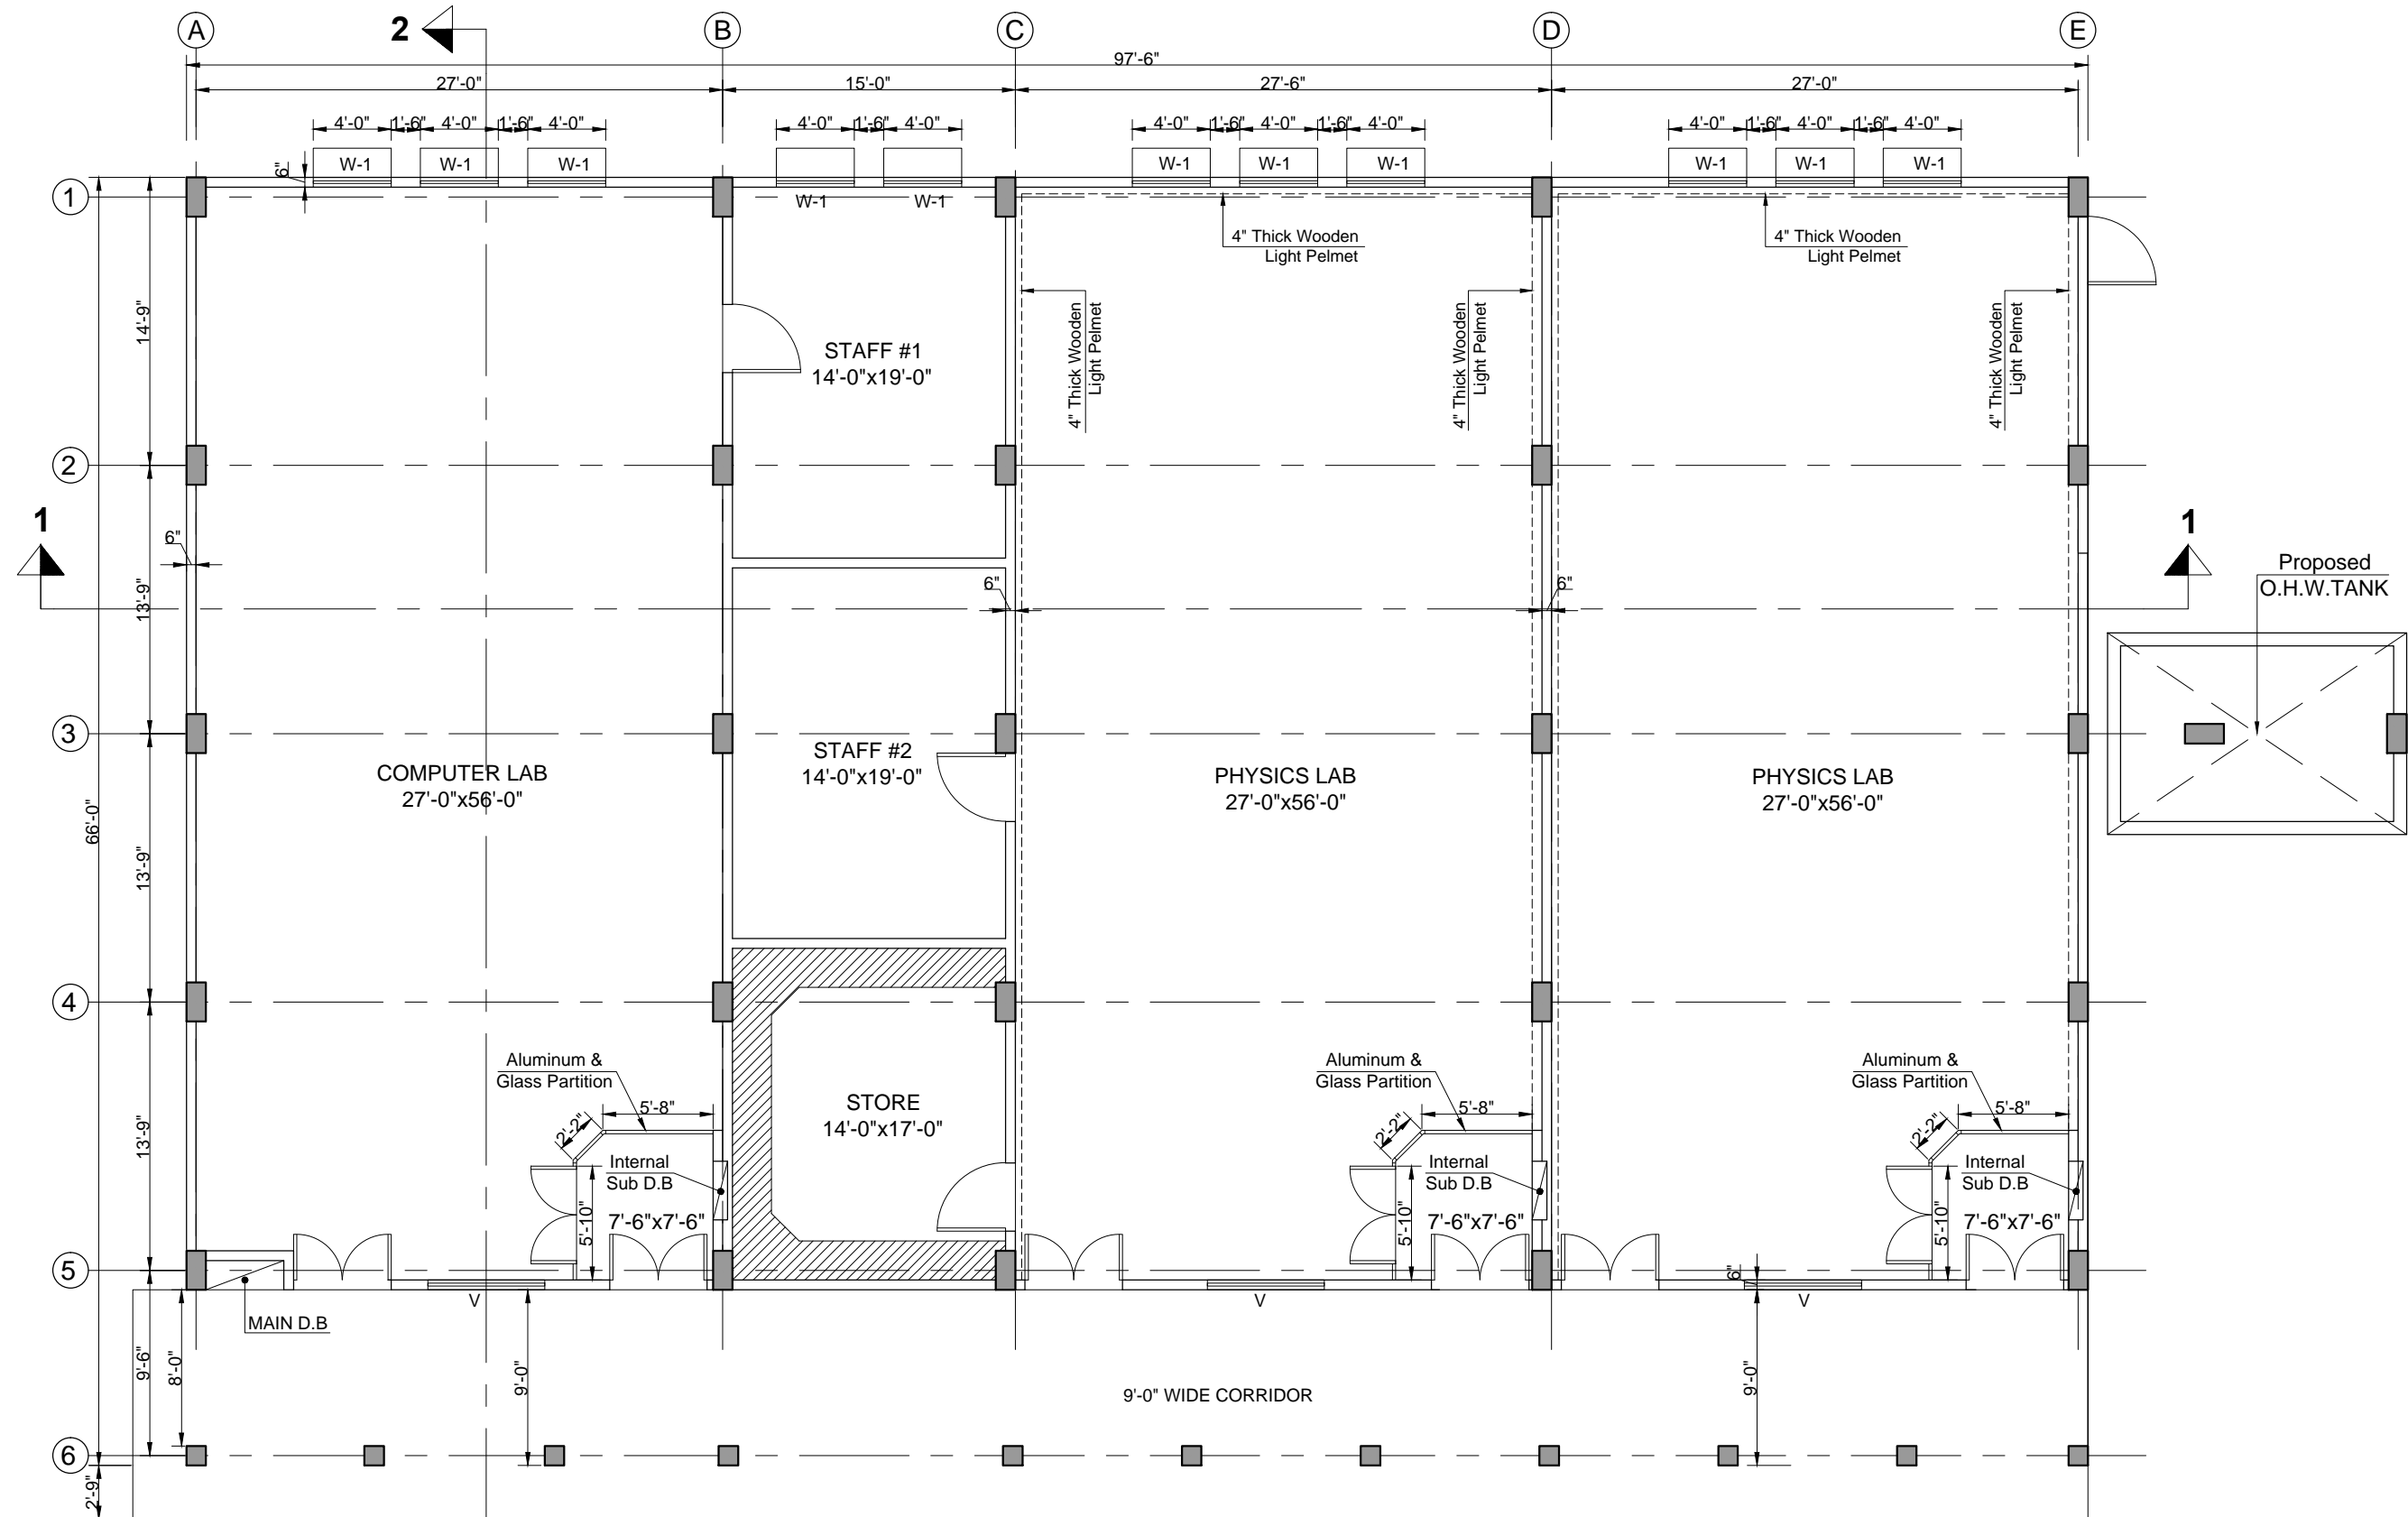 A
2
B
C
D
E
97'-6"
27'-0"
15'-0"
27'-6"
27'-0"
4'-0"
1'-6"
4'-0"
1'-6"
4'-0"
4'-0"
1'-6"
4'-0"
4'-0"
1'-6"
4'-0"
1'-6"
4'-0"
4'-0"
1'-6"
4'-0"
1'-6"
4'-0"
W-1
W-1
W-1
W-1
W-1
W-1
W-1
W-1
W-1
6"
W-1
W-1
1
4" Thick Wooden
Light Pelmet
4" Thick Wooden
Light Pelmet
4" Thick Wooden
Light Pelmet
4" Thick Wooden
Light Pelmet
4" Thick Wooden
Light Pelmet
14'-9"
STAFF #1
14'-0"x19'-0"
2
1
1
6"
6"
6"
13'-9"
Proposed
O.H.W.TANK
3
STAFF #2
14'-0"x19'-0"
COMPUTER LAB
27'-0"x56'-0"
PHYSICS LAB
27'-0"x56'-0"
PHYSICS LAB
27'-0"x56'-0"
66'-0"
13'-9"
4
Aluminum &
Glass Partition
Aluminum &
Glass Partition
Aluminum &
Glass Partition
STORE
14'-0"x17'-0"
13'-9"
2'-2"
5'-8"
2'-2"
5'-8"
2'-2"
5'-8"
Internal
Sub D.B
Internal
Sub D.B
Internal
Sub D.B
5'-10"
7'-6"x7'-6"
5'-10"
7'-6"x7'-6"
5'-10"
7'-6"x7'-6"
5
6"
V
V
V
MAIN D.B
9'-6"
8'-0"
9'-0"
9'-0" WIDE CORRIDOR
9'-0"
6
2'-9"